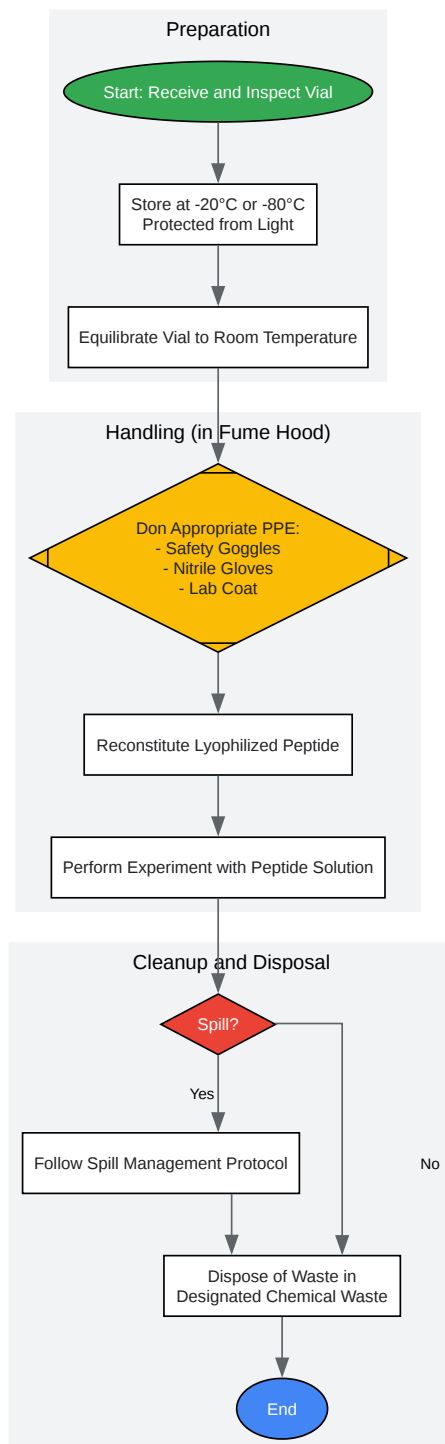 Preparation
Start: Receive and Inspect Vial
Store at -20°C or -80°C
Protected from Light
Equilibrate Vial to Room Temperature
Handling (in Fume Hood)
Don Appropriate PPE:
- Safety Goggles
- Nitrile Gloves
- Lab Coat
Reconstitute Lyophilized Peptide
Perform Experiment with Peptide Solution
Cleanup and Disposal
Spill?
Yes
Follow Spill Management Protocol
No
Dispose of Waste in
Designated Chemical Waste
End